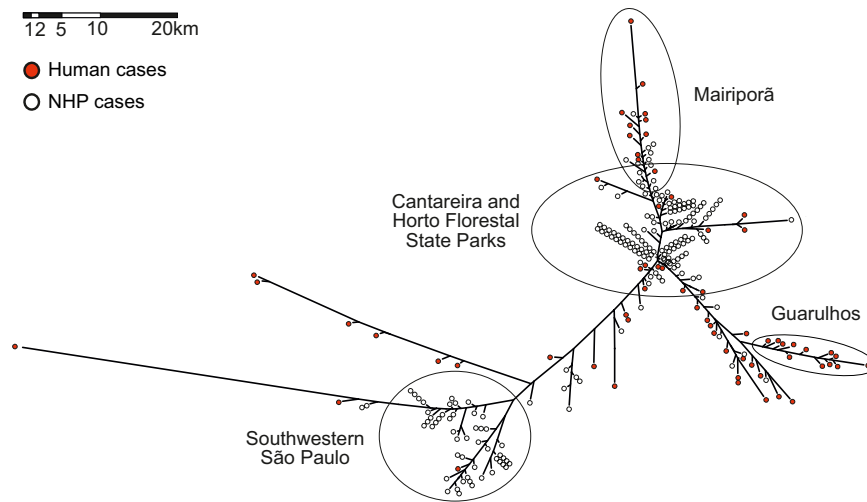 12 5 10 20km
Human cases
NHP cases
Mairiporã
Cantareira and
Horto Florestal
State Parks
Guarulhos
Southwestern
São Paulo